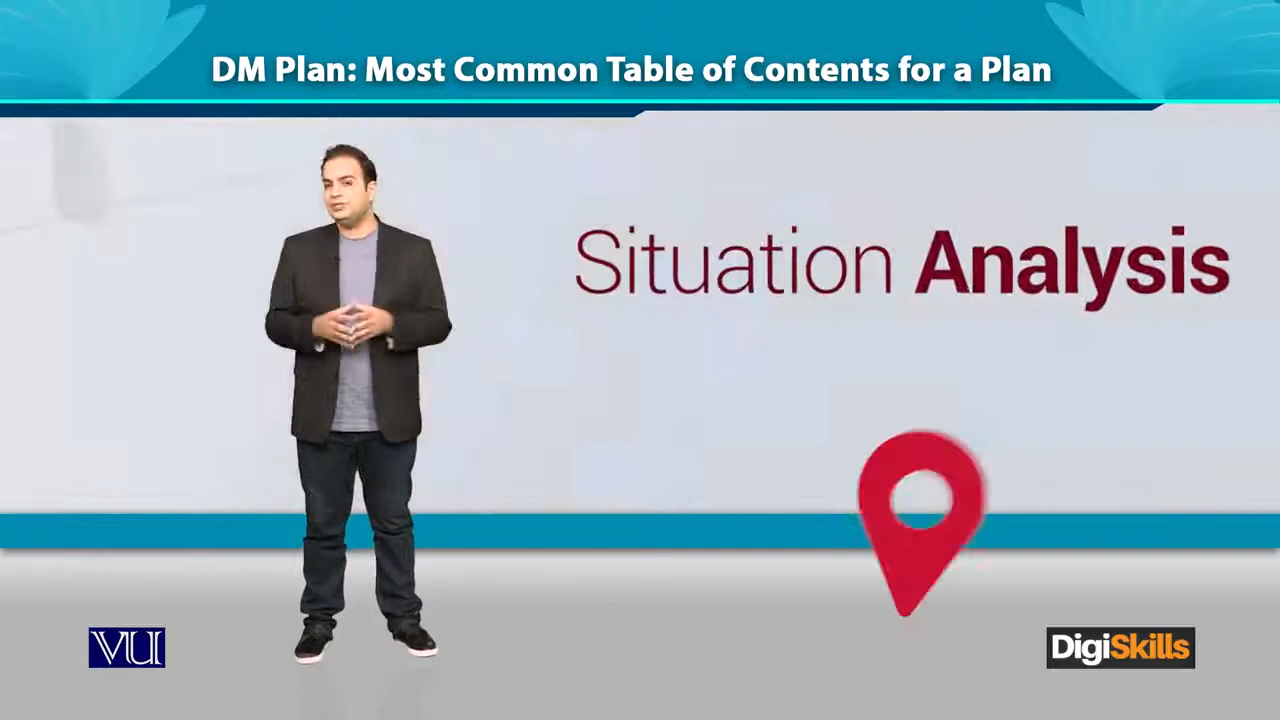 DM Plan: Most Common Table of Contents for a Plan
Situation Analysis
VU
DigiSkills